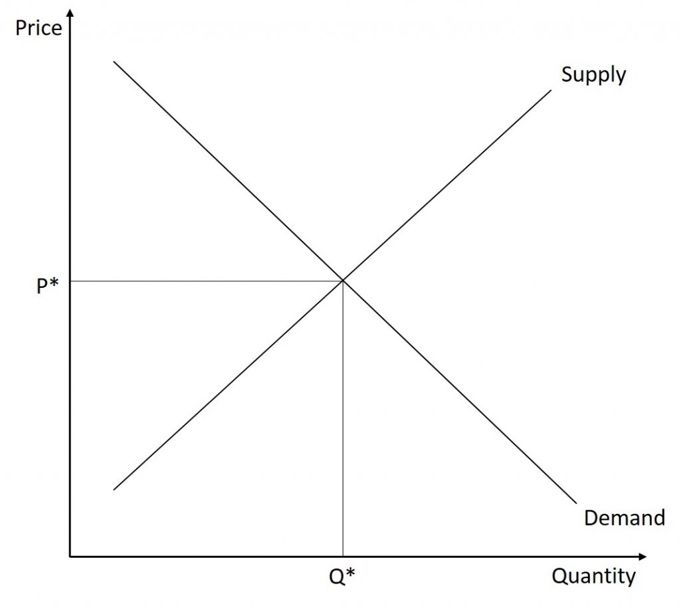 Price
Supply
P*
Demand
Q*
Quantity